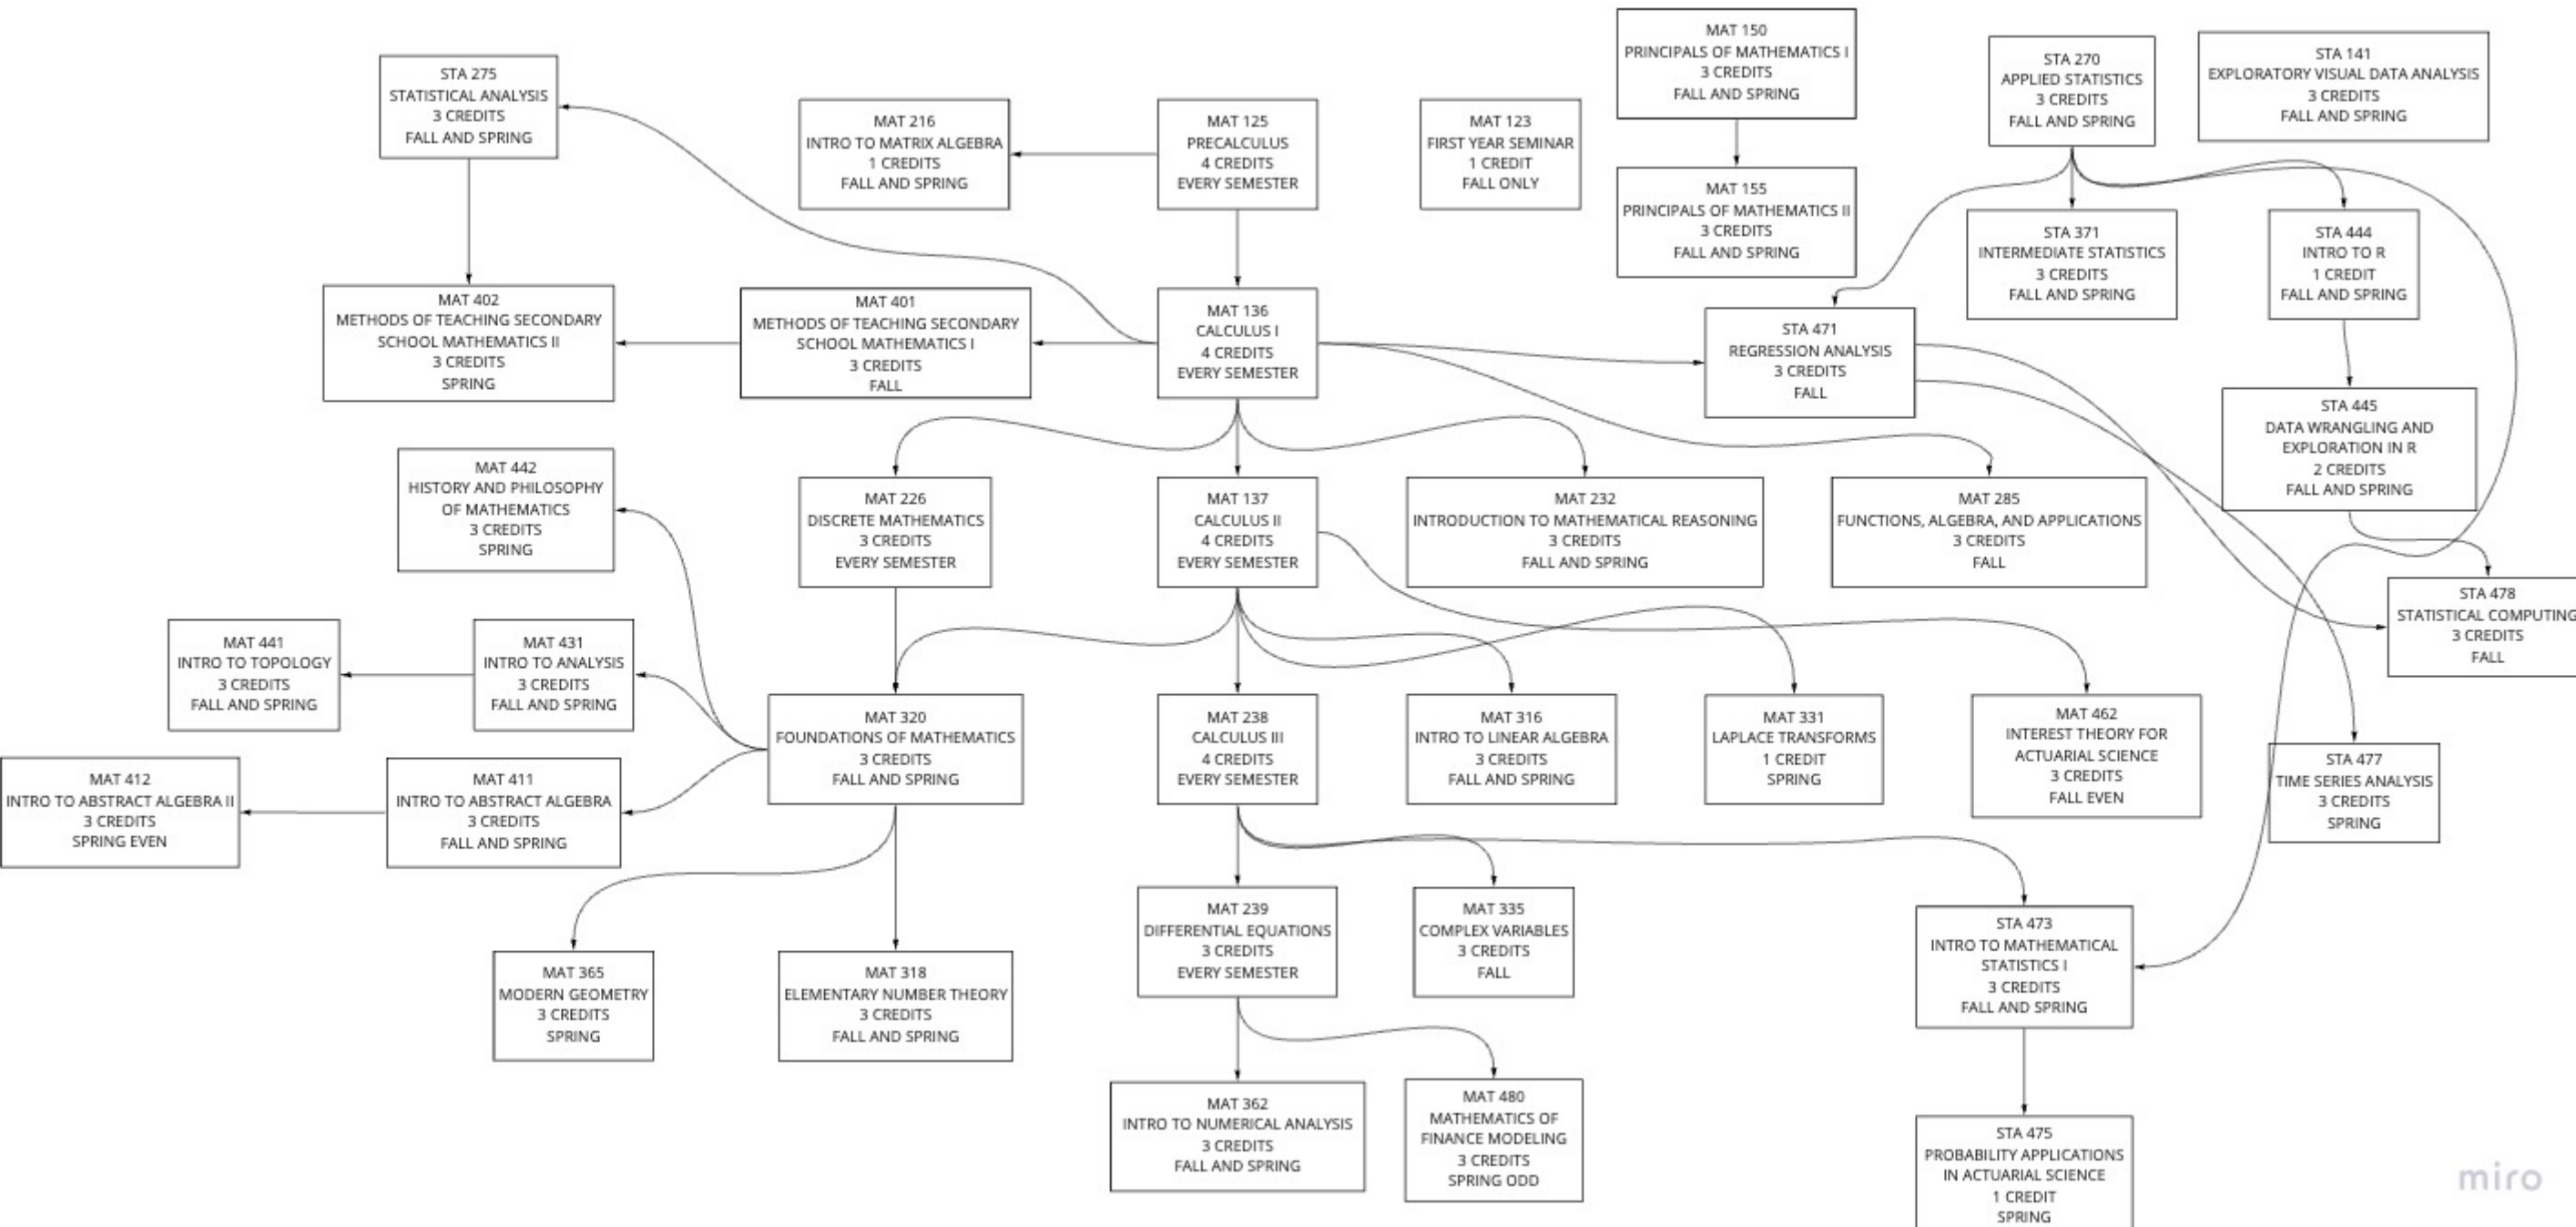 MAT 150
PRINCIPALS OF MATHEMATICS I
3 CREDITS
FALL AND SPRING
STA 270
APPLIED STATISTICS
3 CREDITS
FALL AND SPRING
STA 141
EXPLORATORY VISUAL DATA ANALYSIS
3 CREDITS
FALL AND SPRING
STA 275
STATISTICAL ANALYSIS
3 CREDITS
FALL AND SPRING
MAT 216
INTRO TO MATRIX ALGEBRA
1 CREDITS
FALL AND SPRING
MAT 125
PRECALCULUS
4 CREDITS
EVERY SEMESTER
MAT 123
FIRST YEAR SEMINAR
1 CREDIT
FALL ONLY
MAT 155
PRINCIPALS OF MATHEMATICS II
3 CREDITS
FALL AND SPRING
STA 371
INTERMEDIATE STATISTICS
3 CREDITS
FALL AND SPRING
STA 444
INTRO TO R
1 CREDIT
FALL AND SPRING
MAT 402
METHODS OF TEACHING SECONDARY
SCHOOL MATHEMATICS II
3 CREDITS
SPRING
MAT 401
METHODS OF TEACHING SECONDARY
SCHOOL MATHEMATICS I
3 CREDITS
FALL
MAT 136
CALCULUS I
4 CREDITS
EVERY SEMESTER
STA 471
REGRESSION ANALYSIS
3 CREDITS
FALL
STA 445
DATA WRANGLING AND
EXPLORATION IN R
2 CREDITS
FALL AND SPRING
MAT 442
HISTORY AND PHILOSOPHY
OF MATHEMATICS
3 CREDITS
SPRING
MAT 226
DISCRETE MATHEMATICS
3 CREDITS
EVERY SEMESTER
MAT 137
CALCULUS II
4 CREDITS
EVERY SEMESTER
MAT 232
INTRODUCTION TO MATHEMATICAL REASONING
3 CREDITS
FALL AND SPRING
MAT 285
FUNCTIONS, ALGEBRA, AND APPLICATIONS
3 CREDITS
FALL
STA 478
STATISTICAL COMPUTING
3 CREDITS
FALL
MAT 441
INTRO TO TOPOLOGY
3 CREDITS
FALL AND SPRING
MAT 431
INTRO TO ANALYSIS
3 CREDITS
FALL AND SPRING
MAT 320
FOUNDATIONS OF MATHEMATICS
3 CREDITS
FALL AND SPRING
MAT 238
CALCULUS III
4 CREDITS
EVERY SEMESTER
MAT 316
INTRO TO LINEAR ALGEBRA
3 CREDITS
FALL AND SPRING
MAT 331
LAPLACE TRANSFORMS
1 CREDIT
SPRING
MAT 462
INTEREST THEORY FOR
ACTUARIAL SCIENCE
3 CREDITS
FALL EVEN
STA 477
TIME SERIES ANALYSIS
3 CREDITS
SPRING
MAT 412
INTRO TO ABSTRACT ALGEBRA II
3 CREDITS
SPRING EVEN
MAT 411
INTRO TO ABSTRACT ALGEBRA
3 CREDITS
FALL AND SPRING
MAT 239
DIFFERENTIAL EQUATIONS
3 CREDITS
EVERY SEMESTER
MAT 335
COMPLEX VARIABLES
3 CREDITS
FALL
STA 473
INTRO TO MATHEMATICAL
STATISTICS I
3 CREDITS
FALL AND SPRING
MAT 365
MODERN GEOMETRY
3 CREDITS
SPRING
MAT 318
ELEMENTARY NUMBER THEORY
3 CREDITS
FALL AND SPRING
MAT 362
INTRO TO NUMERICAL ANALYSIS
3 CREDITS
FALL AND SPRING
MAT 480
MATHEMATICS OF
FINANCE MODELING
3 CREDITS
SPRING ODD
STA 475
PROBABILITY APPLICATIONS
IN ACTUARIAL SCIENCE
1 CREDIT
SPRING
miro